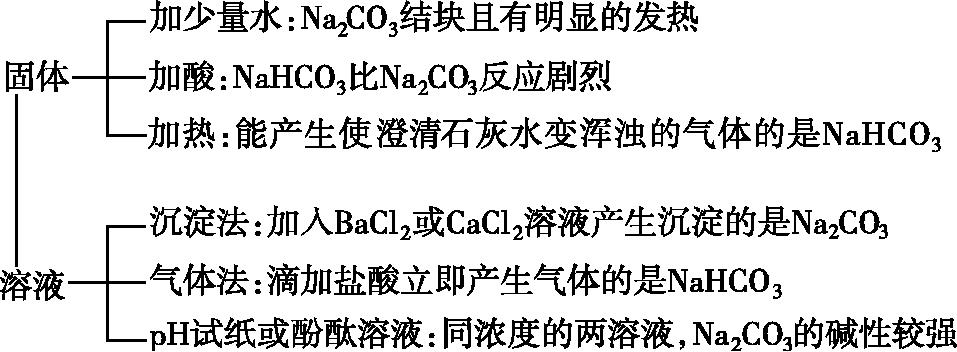 加少量水:Na₂CO₃结块且有明显的发热
固体
加酸:NaHCO₃比Na₂CO₃反应剧烈
加热:能产生使澄清石灰水变浑浊的气体的是NaHCO₃
沉淀法:加入BaCl₂或CaCl₂溶液产生沉淀的是Na₂CO₃
溶液
气体法:滴加盐酸立即产生气体的是NaHCO₃
pH试纸或酚酞溶液:同浓度的两溶液,Na₂CO₃的碱性较强